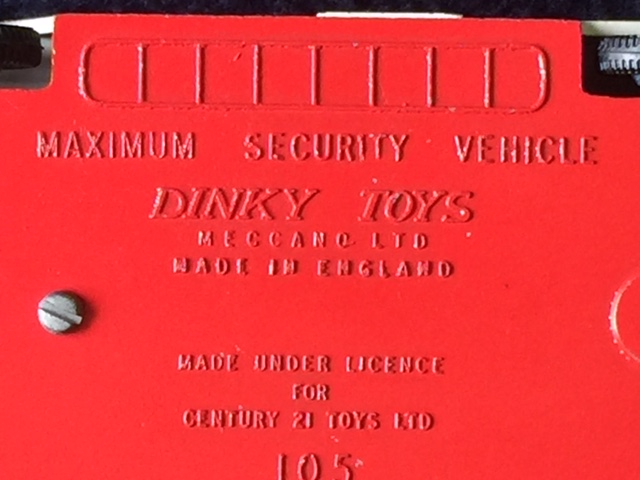 MAXIMUM SECURITY VEHICLE
DINKY TOYS
MECCANO LTD
MADE IN ENGLAND
MADE UNDER LICENCE
FOR
CENTURY 21 TOYS LTD
105